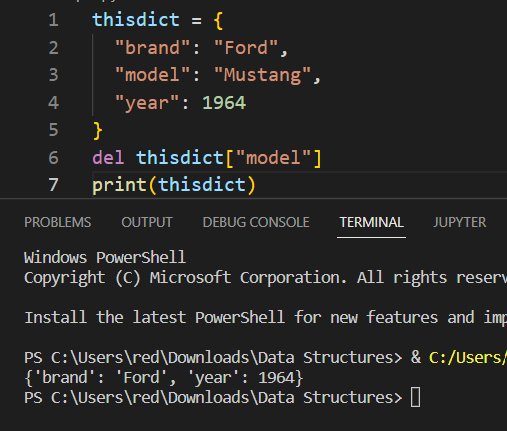 1 thisdict = {
2 "brand": "Ford",
3 "model": "Mustang",
4 "year": 1964
5 }
6 del thisdict["model"]
7 print(thisdict)
PROBLEMS OUTPUT DEBUG CONSOLE TERMINAL JUPYTER
Windows PowerShell
Copyright (C) Microsoft Corporation. All rights reserv
Install the latest PowerShell for new features and imp
PS C:\Users\red\Downloads\Data Structures> & C:/Users/
{'brand': 'Ford', 'year': 1964}
PS C:\Users\red\Downloads\Data Structures>